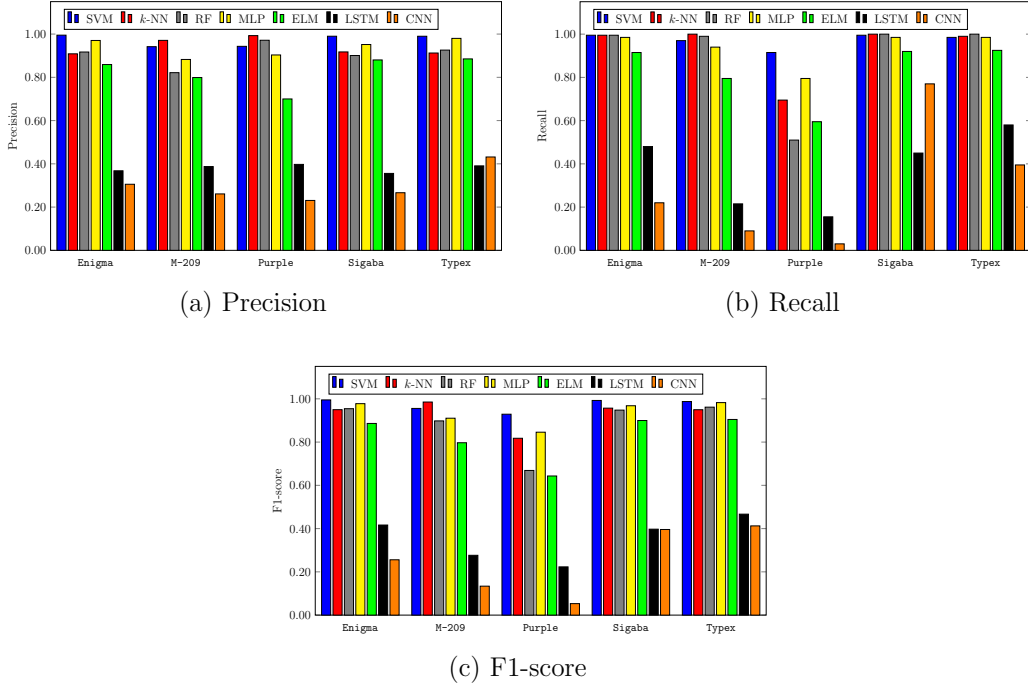 SVM k-NN RF MLP ELM LSTM CNN
1.00
0.80
0.60
0.40
0.20
0.00
Precision
Enigma M-209 Purple Sigaba Typex
(a) Precision
SVM k-NN RF MLP ELM LSTM CNN
1.00
0.80
0.60
0.40
0.20
0.00
Recall
Enigma M-209 Purple Sigaba Typex
(b) Recall
SVM k-NN RF MLP ELM LSTM CNN
1.00
0.80
0.60
0.40
0.20
0.00
F1-score
Enigma M-209 Purple Sigaba Typex
(c) F1-score